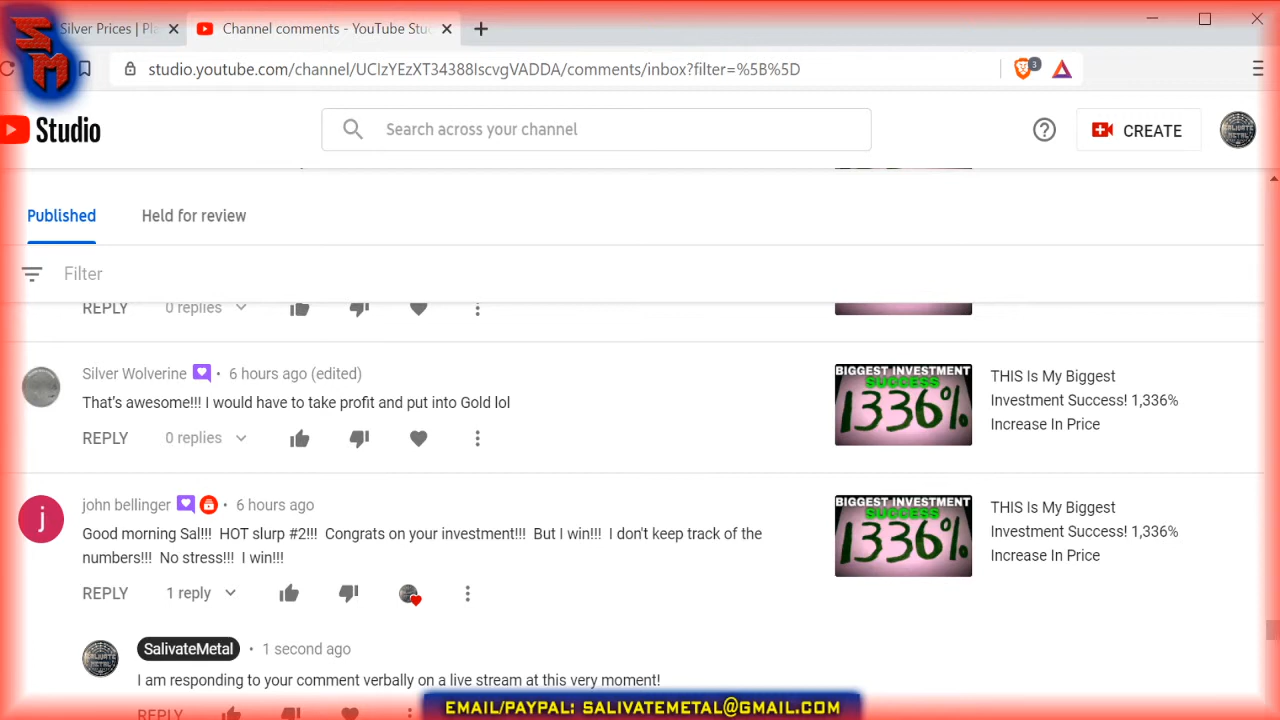 SM
Silver Prices | Pla
Channel comments - YouTube Stu
studio.youtube.com/channel/UCIzYEzXT34388IscvgVADDA/comments/inbox?filter=%5B%5D
3
Studio
Search across your channel
CREATE
Published
Held for review
Filter
REPLY
0 replies
Silver Wolverine
• 6 hours ago (edited)
That's awesome!!! I would have to take profit and put into Gold lol
REPLY
0 replies
BIGGEST INVESTMENT
SUCCESS
1336%
THIS Is My Biggest
Investment Success! 1,336%
Increase In Price
john bellinger
• 6 hours ago
j
Good morning Sal!!! HOT slurp #2!!! Congrats on your investment!!! But I win!!! I don't keep track of the
numbers!!! No stress!!! I win!!!
REPLY
1 reply
BIGGEST INVESTMENT
SUCCESS
1336%
THIS Is My Biggest
Investment Success! 1,336%
Increase In Price
SalivateMetal • 1 second ago
I am responding to your comment verbally on a live stream at this very moment!
REPLY
EMAIL/PAYPAL: SALIVATEMETAL@GMAIL.COM